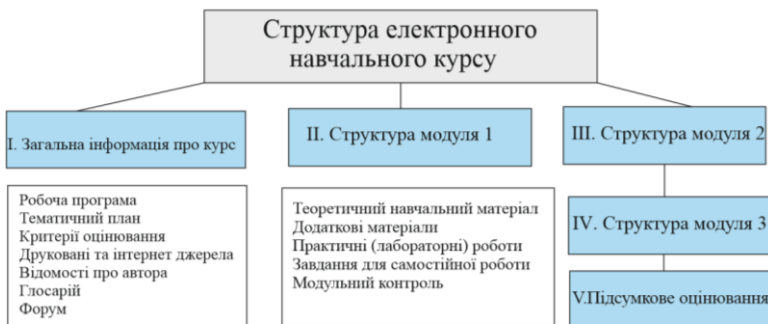 Структура електронного
навчального курсу
І. Загальна інформація про курс
Робоча програма
Тематичний план
Критерії оцінювання
Друковані та інтернет джерела
Відомості про автора
Глосарій
Форум
ІІ. Структура модуля 1
Теоретичний навчальний матеріал
Додаткові матеріали
Практичні (лабораторні) роботи
Завдання для самостійної роботи
Модульний контроль
ІІІ. Структура модуля 2
IV. Структура модуля 3
V.Підсумкове оцінювання